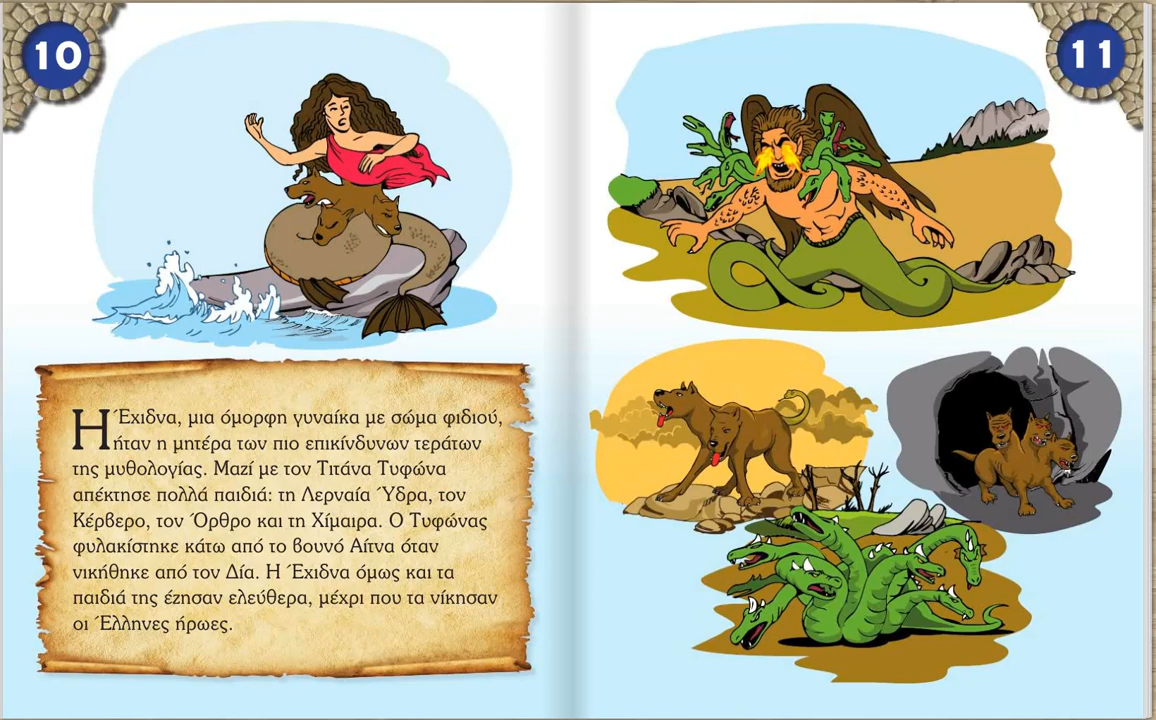 10
11
Η Έχιδνα, μια όμορφη γυναίκα με σώμα φιδιού,
ήταν η μητέρα των πιο επικίνδυνων τεράτων
της μυθολογίας. Μαζί με τον Τιτάνα Τυφώνα
απέκτησε πολλά παιδιά: τη Λερναία Ύδρα, τον
Κέρβερο, τον Όρθρο και τη Χίμαιρα. Ο Τυφώνας
φυλακίστηκε κάτω από το βουνό Αίτνα όταν
νικήθηκε από τον Δία. Η Έχιδνα όμως και τα
παιδιά της έζησαν ελεύθερα, μέχρι που τα νίκησαν
οι Έλληνες ήρωες.